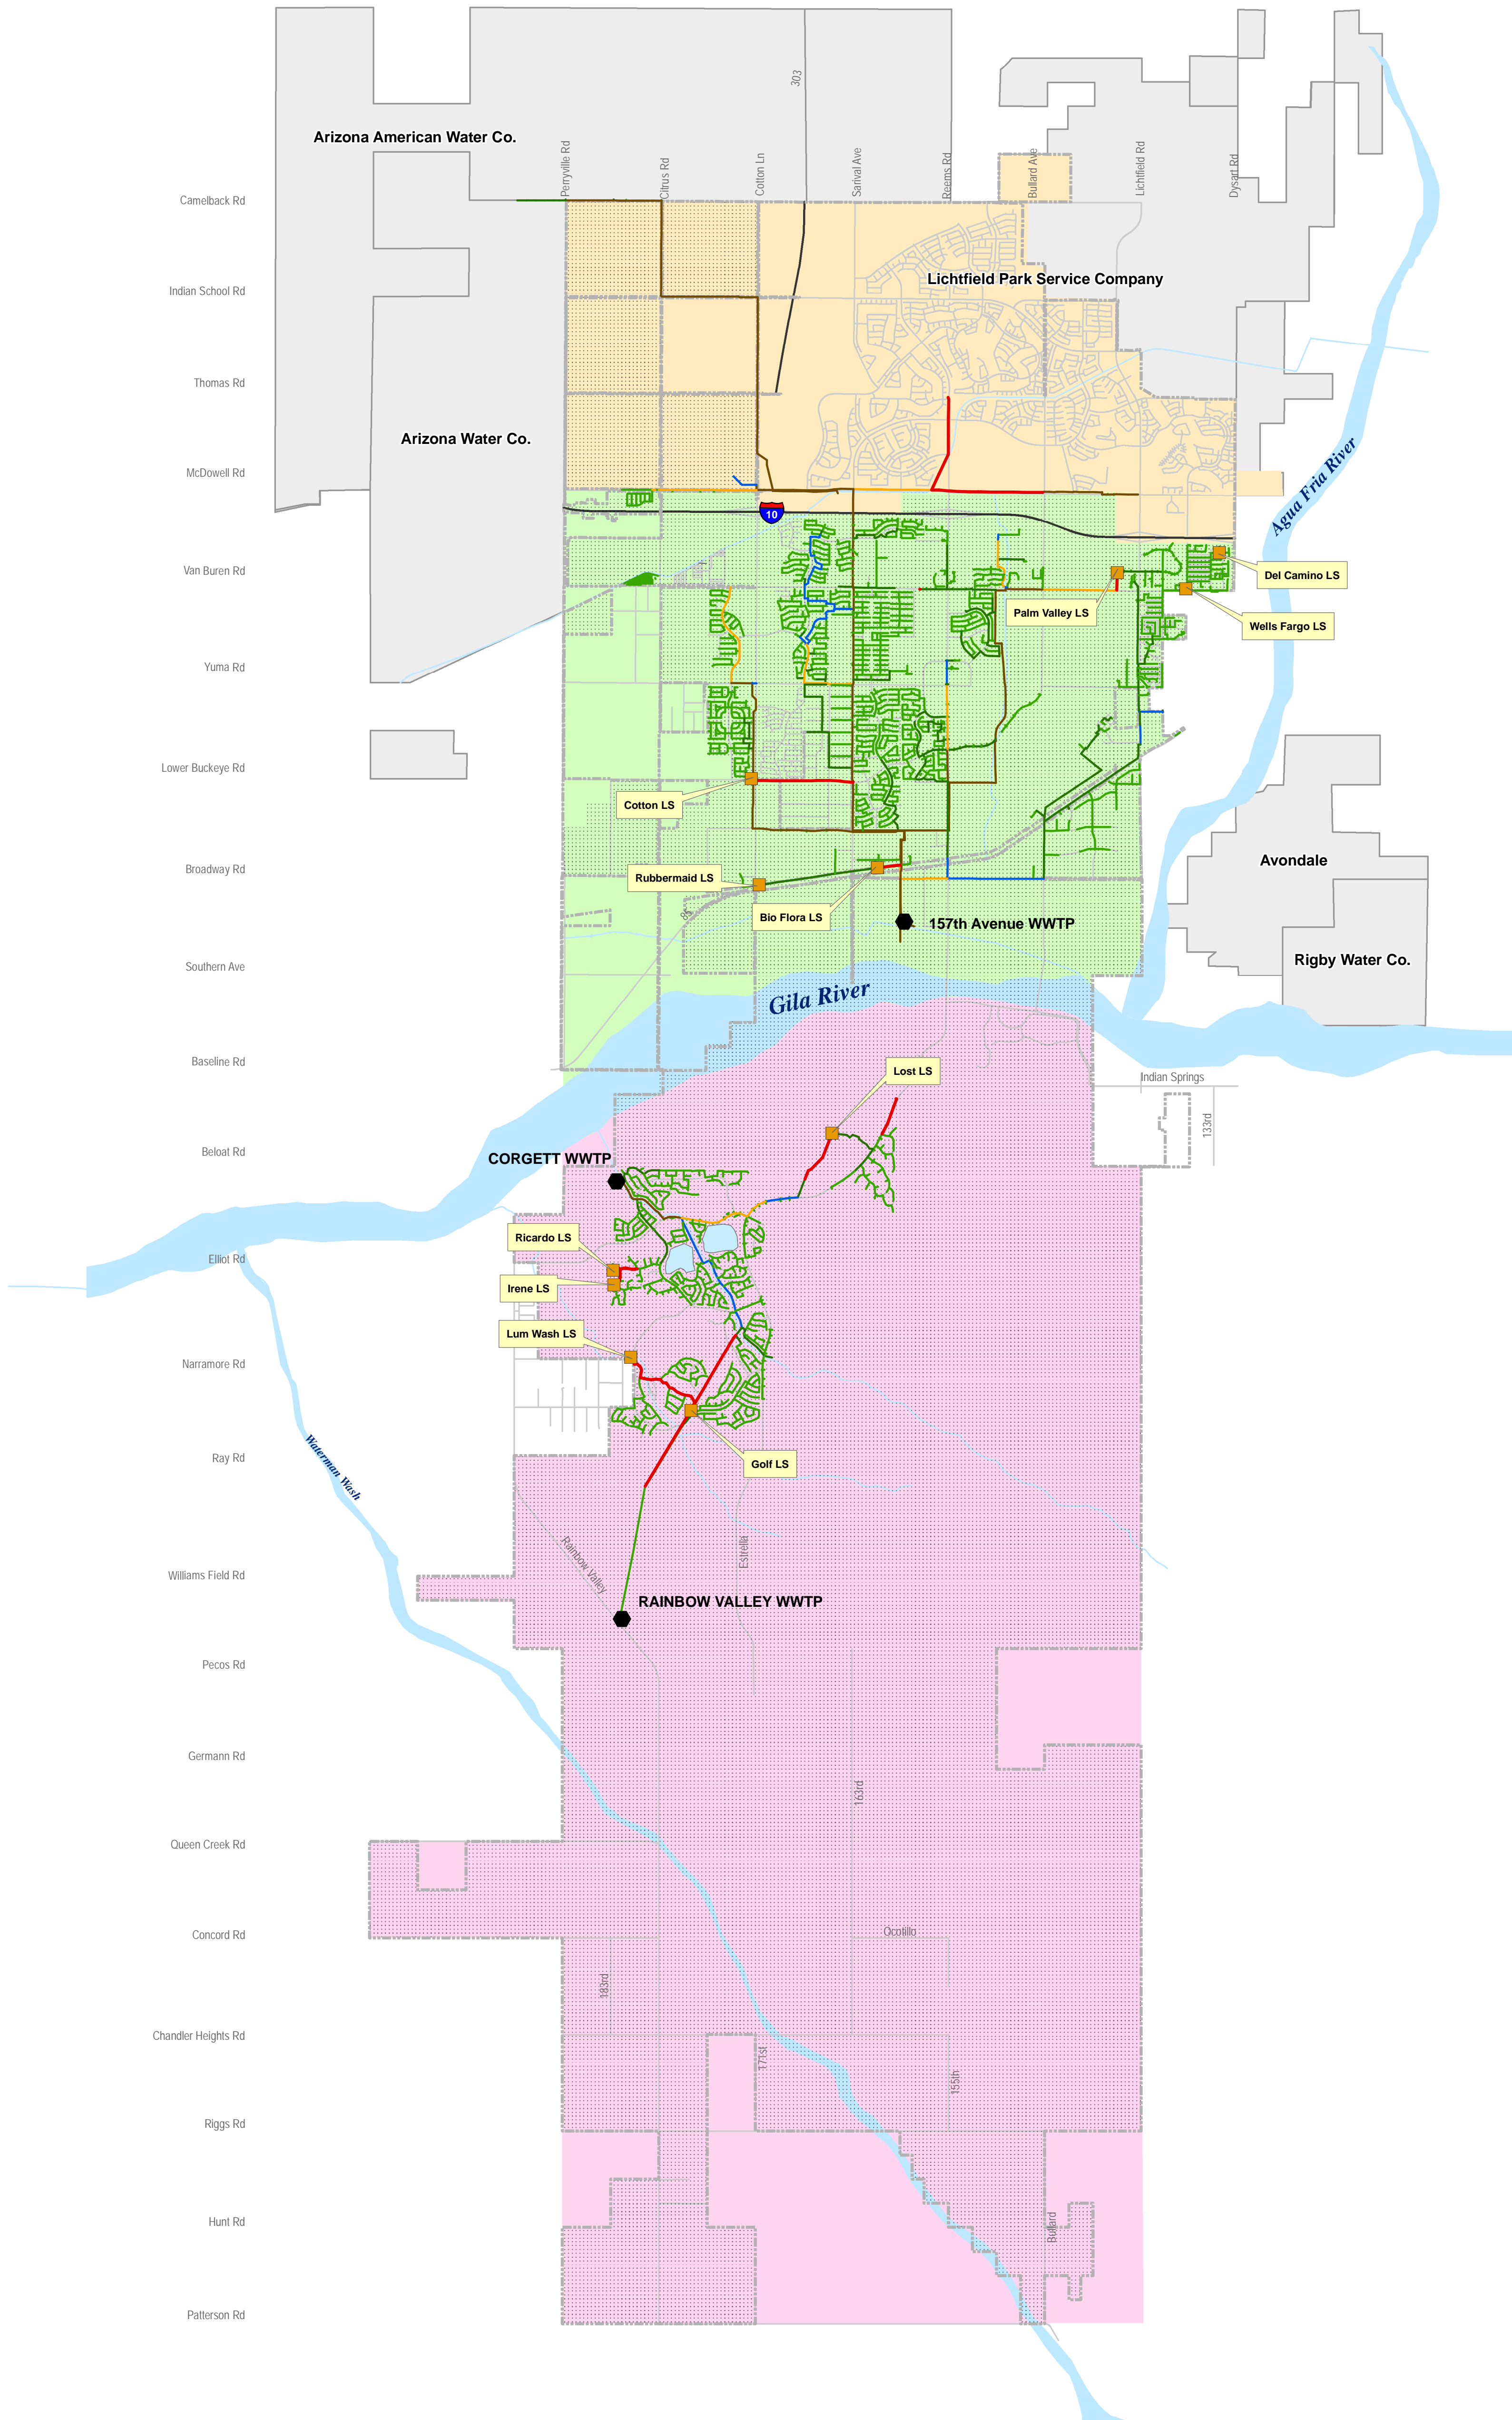 303
Arizona American Water Co.
Perryville Rd
Citrus Rd
Cotton Ln
Sarival Ave
Reems Rd
Bullard Ave
Lichtfield Rd
Dysart Rd
Camelback Rd
Lichtfield Park Service Company
Indian School Rd
Thomas Rd
Arizona Water Co.
McDowell Rd
Agua Fria River
10
Van Buren Rd
Del Camino LS
Palm Valley LS
Wells Fargo LS
Yuma Rd
Lower Buckeye Rd
Cotton LS
Avondale
Broadway Rd
Rubbermaid LS
85
Bio Flora LS
157th Avenue WWTP
Rigby Water Co.
Southern Ave
Gila River
Baseline Rd
Lost LS
Indian Springs
133rd
Beloat Rd
CORGETT WWTP
Ricardo LS
Elliot Rd
Irene LS
Lum Wash LS
Narramore Rd
Ray Rd
Golf LS
Waterman Wash
Rainbow Valley
Estrella
Williams Field Rd
RAINBOW VALLEY WWTP
Pecos Rd
Germann Rd
163rd
Queen Creek Rd
Concord Rd
Ocotillo
183rd
Chandler Heights Rd
171st
155th
Riggs Rd
Hunt Rd
Bullard
Patterson Rd